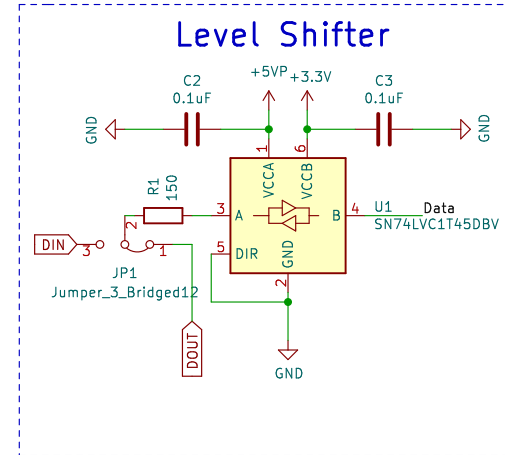 Level Shifter
C2
0.1uF
+5VP
+3.3V
C3
0.1uF
GND
GND
1
6
VCCA
VCCB
R1
150
3
A
B
4
U1
Data
SN74LVC1T45DBV
2
DIN
3
1
5
DIR
GND
2
JP1
Jumper_3_Bridged12
DOUT
GND